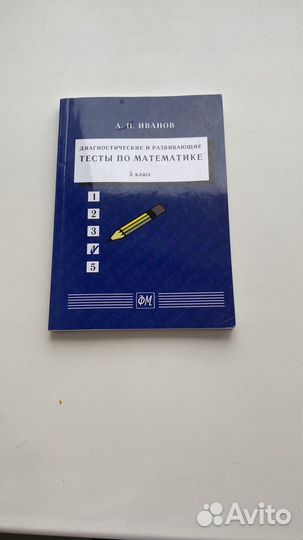 А. П. ИВАНОВ
ДИАГНОСТИЧЕСКИЕ И РАЗВИВАЮЩИЕ
ТЕСТЫ ПО МАТЕМАТИКЕ
5 класс
1
2
3
4
5
ФМ
Avito